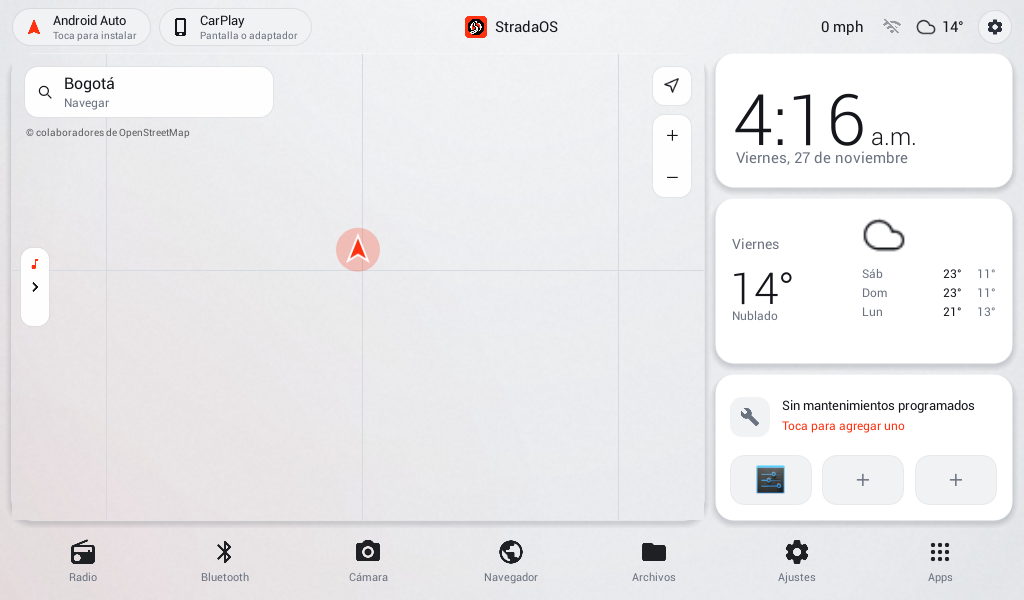 Android Auto
Toca para instalar
CarPlay
Pantalla o adaptador
StradaOS
0 mph
14°
Bogotá
Navegar
© colaboradores de OpenStreetMap
4:16 a.m.
Viernes, 27 de noviembre
Viernes
14°
Nublado
Sáb 23° 11°
Dom 23° 11°
Lun 21° 13°
Sin mantenimientos programados
Toca para agregar uno
Radio
Bluetooth
Cámara
Navegador
Archivos
Ajustes
Apps